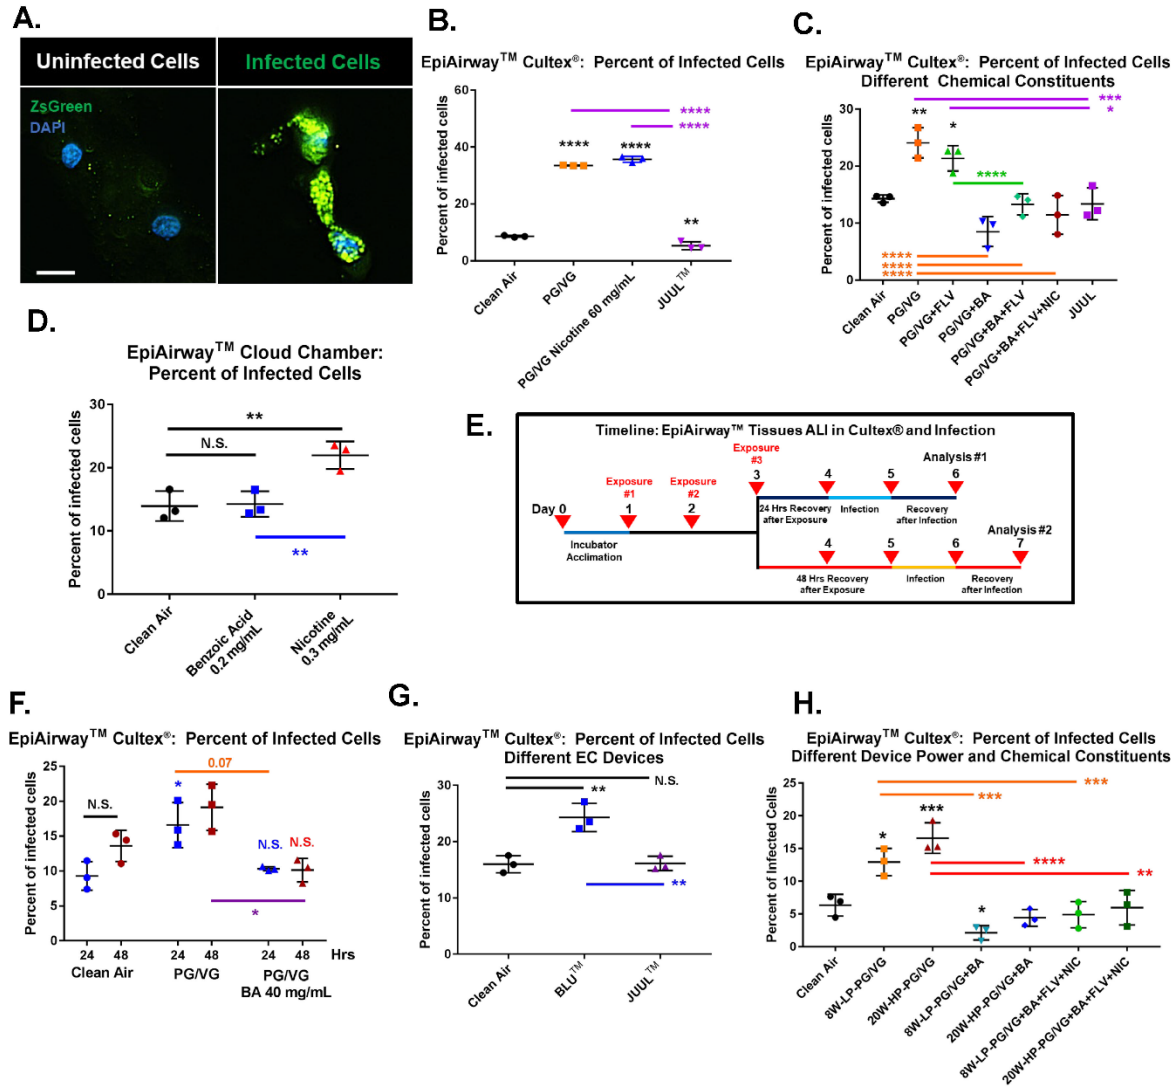 A.
Uninfected Cells
Infected Cells
ZsGreen
DAPI
B.
EpiAirway™ Cultex®: Percent of Infected Cells
Percent of infected cells
60
40
20
0
****
****
****
****
**
Clean Air
PG/VG
PG/VG Nicotine 60 mg/mL
JUUL™
C.
EpiAirway™ Cultex®: Percent of Infected Cells
Different Chemical Constituents
Percent of infected cells
30
20
10
0
***
*
**
*
****
****
****
****
Clean Air
PG/VG
PG/VG+FLV
PG/VG+BA
PG/VG+BA+FLV
PG/VG+BA+FLV+NIC
JUUL
D.
EpiAirway™ Cloud Chamber:
Percent of Infected Cells
Percent of infected cells
30
20
10
0
**
N.S.
**
Clean Air
Benzoic Acid
0.2 mg/mL
Nicotine
0.3 mg/mL
E.
Timeline: EpiAirway™ Tissues ALI in Cultex® and Infection
Exposure
#3
Exposure
#1
Exposure
#2
Analysis #1
3
4
5
6
Day 0
1
2
24 Hrs Recovery
after Exposure
Infection
Recovery
after Infection
Incubator
Acclimation
Analysis #2
4
5
6
7
48 Hrs Recovery
after Exposure
Infection
Recovery
after Infection
F.
EpiAirway™ Cultex®: Percent of Infected Cells
Percent of infected cells
25
20
15
10
5
0
N.S.
*
0.07
N.S.
N.S.
*
24
48
24
48
24
48
Hrs
Clean Air
PG/VG
PG/VG
BA 40 mg/mL
G.
EpiAirway™ Cultex®: Percent of Infected Cells
Different EC Devices
Percent of infected cells
30
20
10
0
N.S.
**
**
Clean Air
BLU™
JUUL™
H.
EpiAirway™ Cultex®: Percent of Infected Cells
Different Device Power and Chemical Constituents
Percent of Infected cells
25
20
15
10
5
0
***
***
*
***
****
**
*
Clean Air
8W-LP-PG/VG
20W-HP-PG/VG
8W-LP-PG/VG+BA
20W-HP-PG/VG+BA
8W-LP-PG/VG+BA+FLV+NIC
20W-HP-PG/VG+BA+FLV+NIC